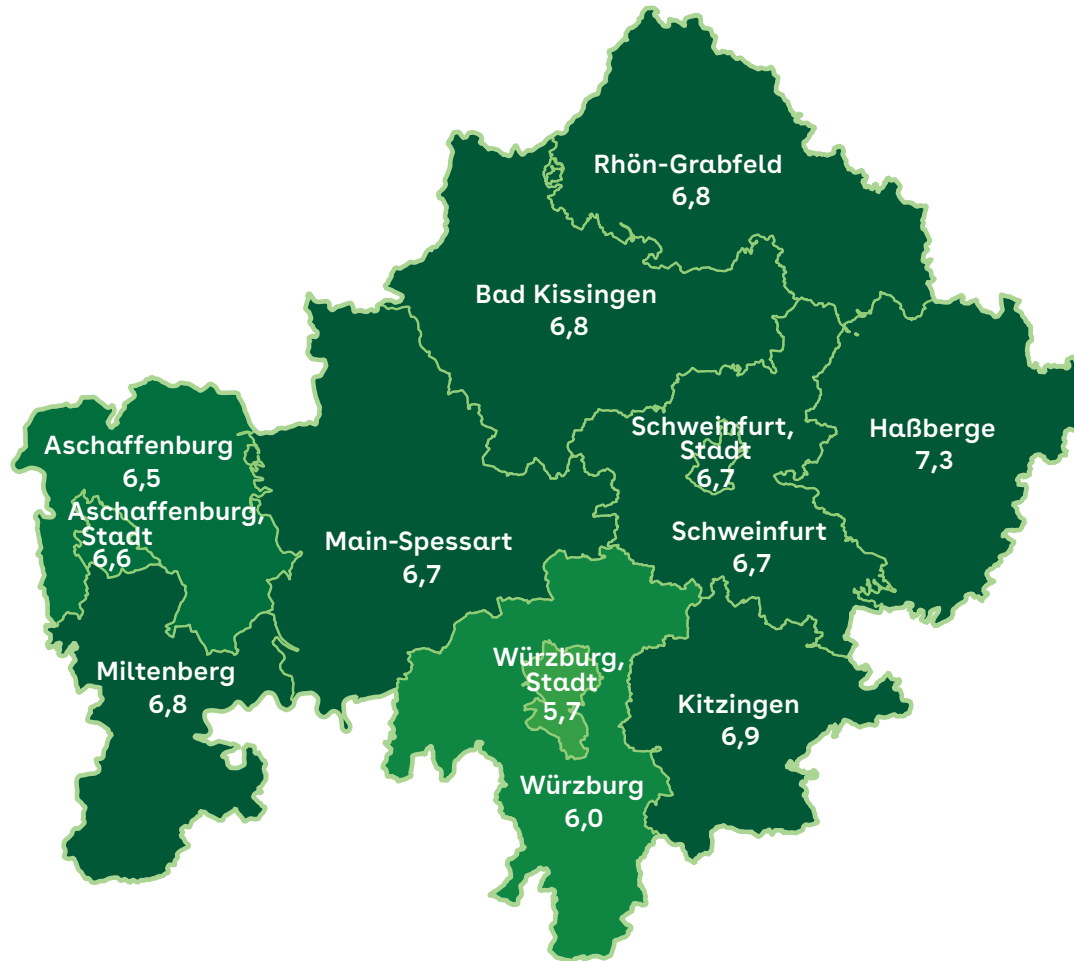 Rhön-Grabfeld
6,8
Bad Kissingen
6,8
Schweinfurt,
Stadt
6,7
Haßberge
7,3
Aschaffenburg
6,5
Aschaffenburg,
Stadt
6,6
Main-Spessart
6,7
Schweinfurt
6,7
Miltenberg
6,8
Würzburg,
Stadt
5,7
Kitzingen
6,9
Würzburg
6,0